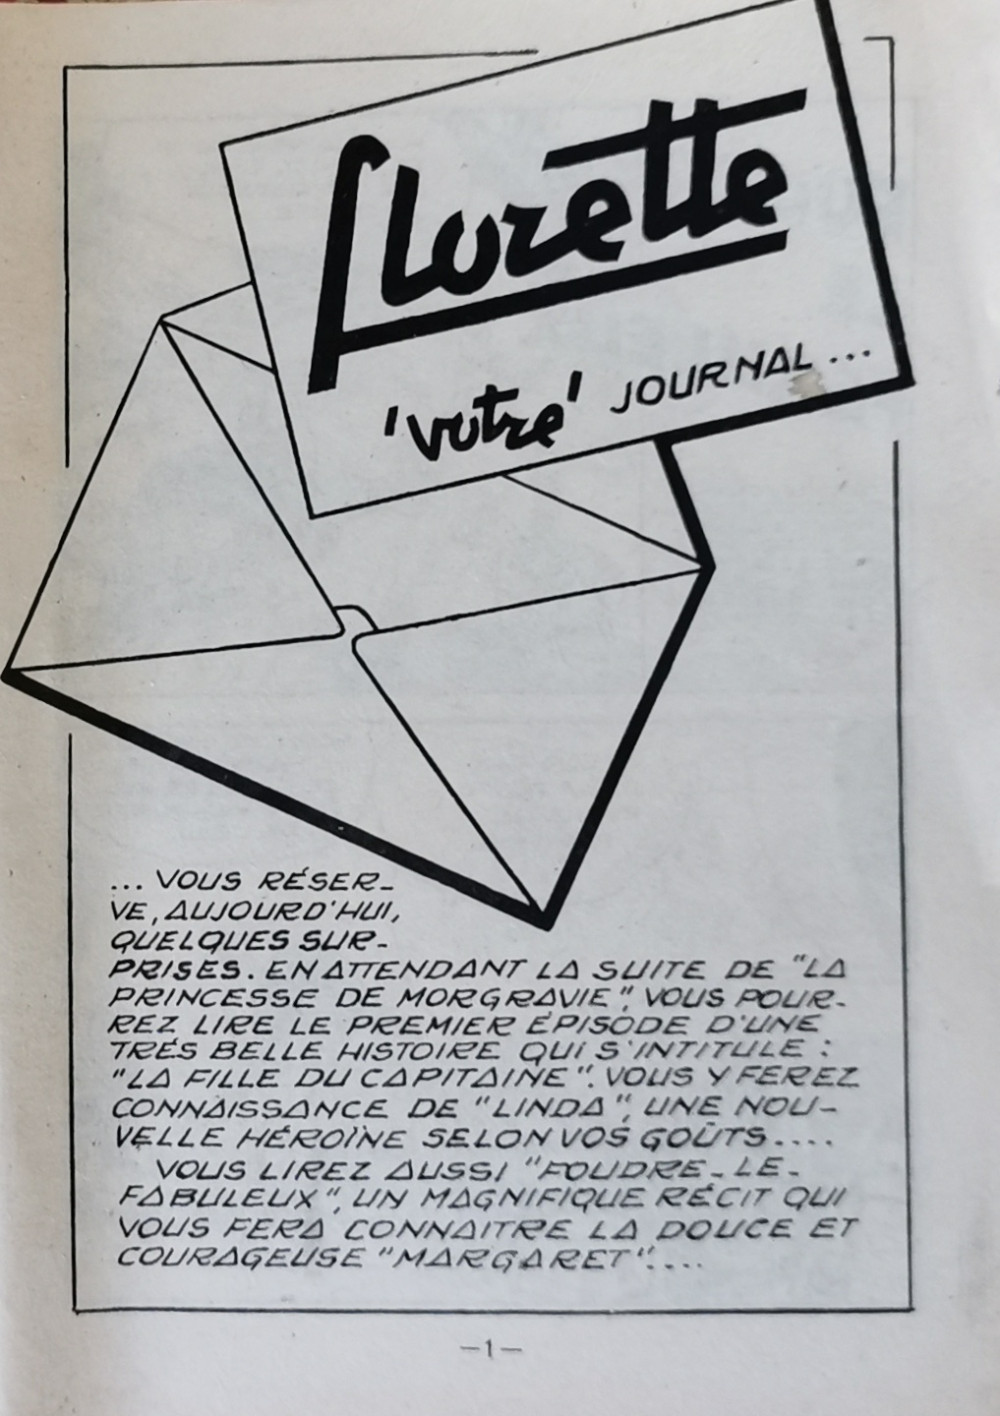 Florette
'votre' JOURNAL...
... VOUS RÉSER-
VE, AUJOURD'HUI,
QUELQUES SUR-
PRISES. EN ATTENDANT LA SUITE DE "LA
PRINCESSE DE MORGRAVIE", VOUS POUR-
REZ LIRE LE PREMIER ÉPISODE D'UNE
TRÉS BELLE HISTOIRE QUI S'INTITULE :
"LA FILLE DU CAPITAINE". VOUS Y FEREZ
CONNAISSANCE DE "LINDA", UNE NOU-
VELLE HÉROÏNE SELON VOS GOÛTS....
VOUS LIREZ AUSSI "FOUDRE-LE-
FABULEUX", UN MAGNIFIQUE RÉCIT QUI
VOUS FERA CONNAITRE LA DOUCE ET
COURAGEUSE "MARGARET"....
—1—